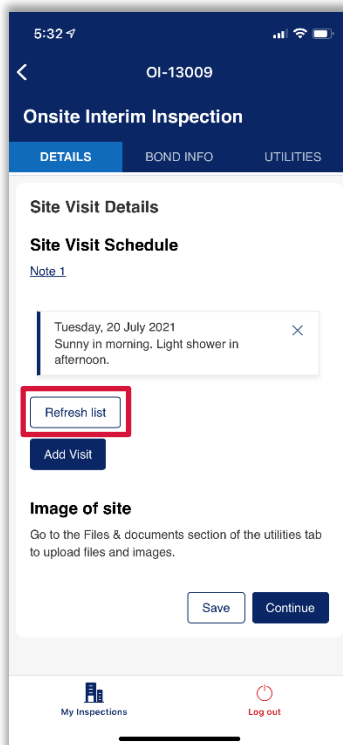 5:32
OI-13009
Onsite Interim Inspection
DETAILS BOND INFO UTILITIES
Site Visit Details
Site Visit Schedule
Note 1
Tuesday, 20 July 2021
Sunny in morning. Light shower in
afternoon.
Refresh list
Add Visit
Image of site
Go to the Files & documents section of the utilities tab
to upload files and images.
Save Continue
My Inspections Log out